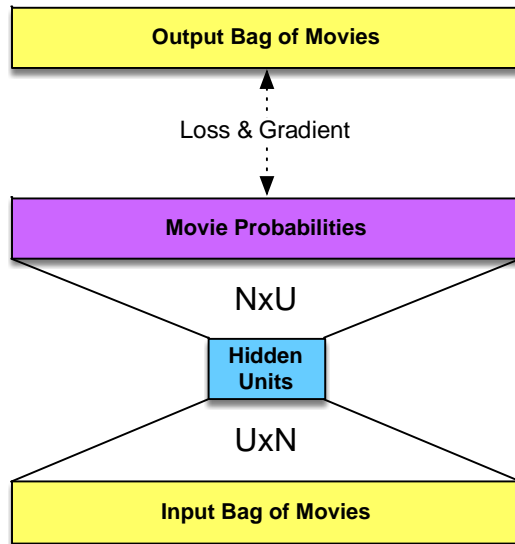 Output Bag of Movies
Loss & Gradient
Movie Probabilities
NxU
Hidden
Units
UxN
Input Bag of Movies